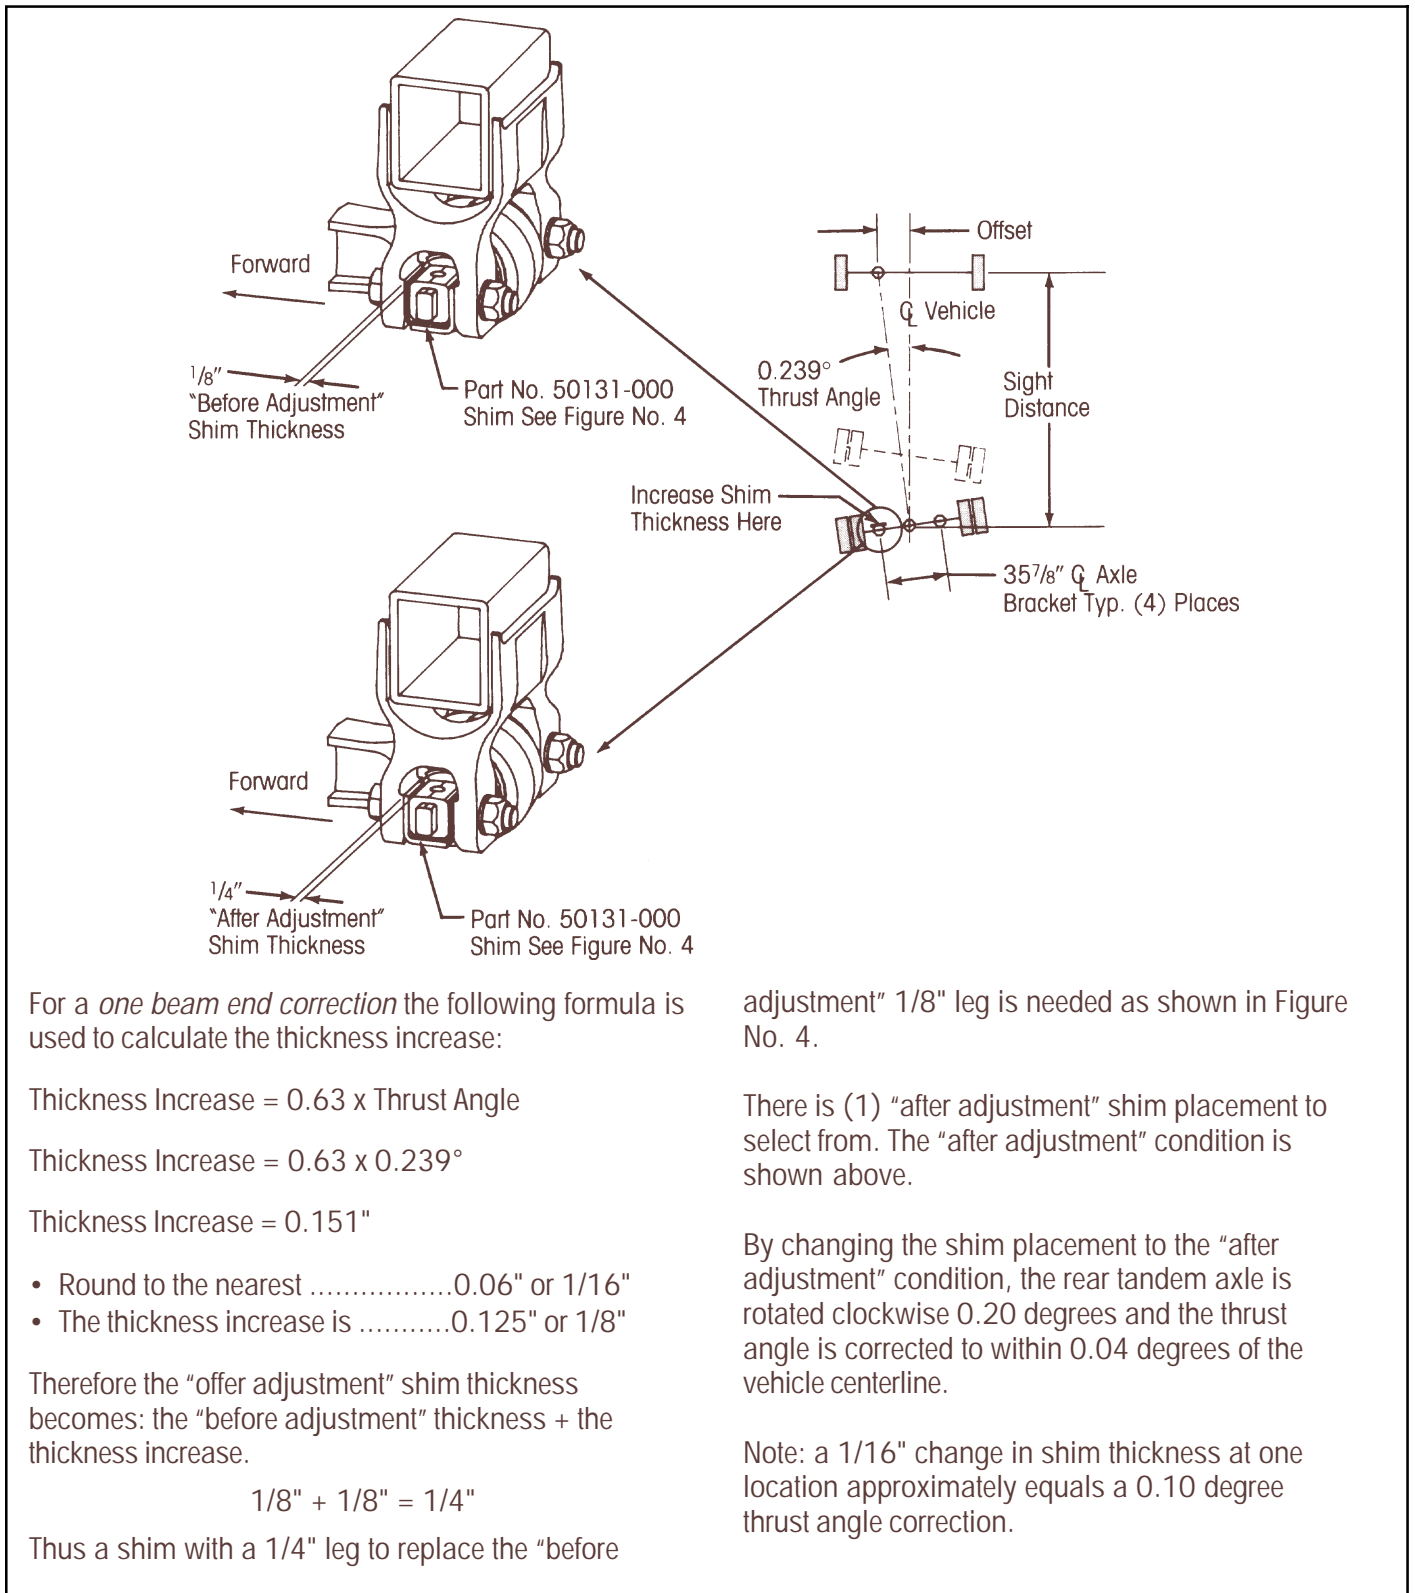 Offset
Forward
℄ Vehicle
0.239°
Thrust Angle
Sight
Distance
1/8"
"Before Adjustment"
Shim Thickness
Part No. 50131-000
Shim See Figure No. 4
Increase Shim
Thickness Here
35 7/8" ℄ Axle
Bracket Typ. (4) Places
Forward
1/4"
"After Adjustment"
Shim Thickness
Part No. 50131-000
Shim See Figure No. 4
For a one beam end correction the following formula is
used to calculate the thickness increase:
Thickness Increase = 0.63 x Thrust Angle
Thickness Increase = 0.63 x 0.239°
Thickness Increase = 0.151"
• Round to the nearest .................0.06" or 1/16"
• The thickness increase is ...........0.125" or 1/8"
Therefore the "offer adjustment" shim thickness
becomes: the "before adjustment" thickness + the
thickness increase.
1/8" + 1/8" = 1/4"
Thus a shim with a 1/4" leg to replace the "before
adjustment" 1/8" leg is needed as shown in Figure
No. 4.
There is (1) "after adjustment" shim placement to
select from. The "after adjustment" condition is
shown above.
By changing the shim placement to the "after
adjustment" condition, the rear tandem axle is
rotated clockwise 0.20 degrees and the thrust
angle is corrected to within 0.04 degrees of the
vehicle centerline.
Note: a 1/16" change in shim thickness at one
location approximately equals a 0.10 degree
thrust angle correction.